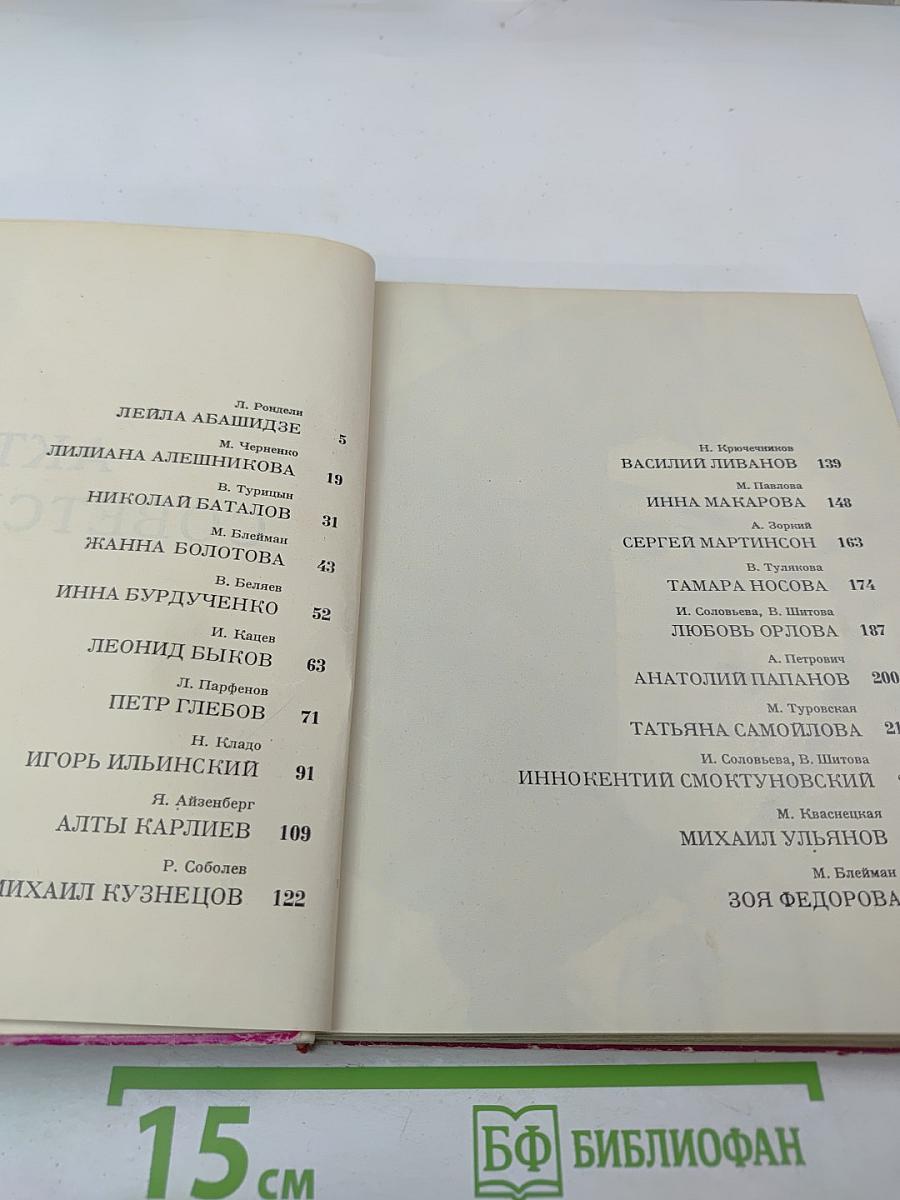 Л. Рондели
ЛЕЙЛА АБАШИДЗЕ 5
М. Черненко
ЛИЛИАНА АЛЕШНИКОВА 19
В. Турицын
НИКОЛАЙ БАТАЛОВ 31
М. Блейман
ЖАННА БОЛОТОВА 43
В. Беляев
ИННА БУРДУЧЕНКО 52
И. Кацев
ЛЕОНИД БЫКОВ 63
Л. Парфенов
ПЕТР ГЛЕБОВ 71
Н. Кладо
ИГОРЬ ИЛЬИНСКИЙ 91
Я. Айзенберг
АЛТЫ КАРЛИЕВ 109
Р. Соболев
МИХАИЛ КУЗНЕЦОВ 122
Н. Крючечников
ВАСИЛИЙ ЛИВАНОВ 139
М. Павлова
ИННА МАКАРОВА 148
А. Зоркий
СЕРГЕЙ МАРТИНСОН 163
В. Тулякова
ТАМАРА НОСОВА 174
И. Соловьева, В. Шитова
ЛЮБОВЬ ОРЛОВА 187
А. Петрович
АНАТОЛИЙ ПАПАНОВ 200
М. Туровская
ТАТЬЯНА САМОЙЛОВА 21
И. Соловьева, В. Шитова
ИННОКЕНТИЙ СМОКТУНОВСКИЙ
М. Кваснецкая
МИХАИЛ УЛЬЯНОВ
М. Блейман
ЗОЯ ФЕДОРОВА
15 см
БФ БИБЛИОФАН